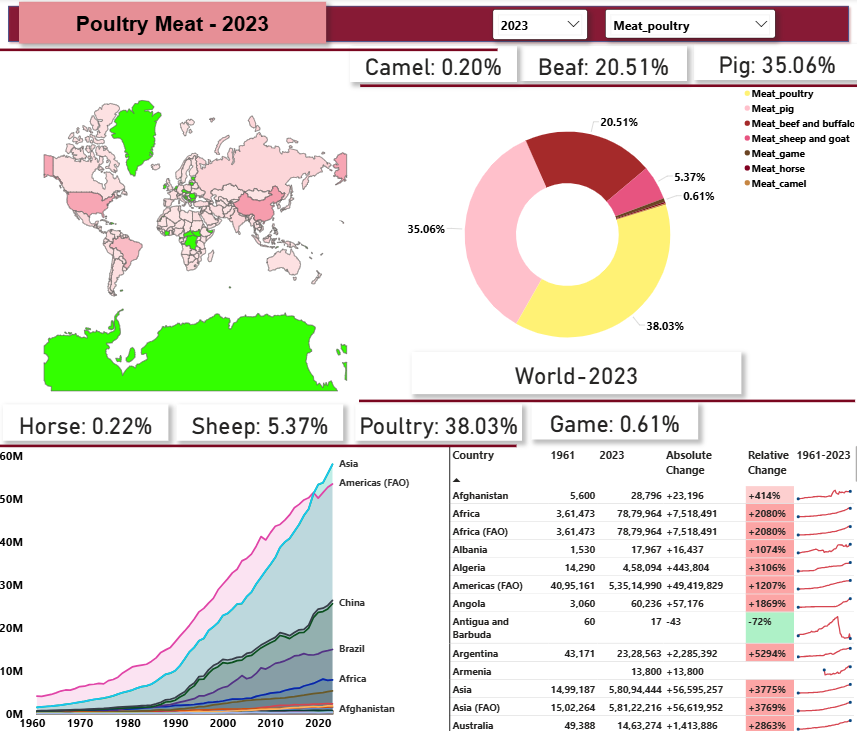 Poultry Meat - 2023
2023
Meat_poultry
Camel: 0.20%
Beaf: 20.51%
Pig: 35.06%
Meat_poultry
Meat_pig
Meat_beef and buffalo
Meat_sheep and goat
Meat_game
Meat_horse
Meat_camel
20.51%
5.37%
0.61%
35.06%
38.03%
World-2023
Horse: 0.22%
Sheep: 5.37%
Poultry: 38.03%
Game: 0.61%
60M
50M
40M
30M
20M
10M
0M
1960 1970 1980 1990 2000 2010 2020
Asia
Americas (FAO)
China
Brazil
Africa
Afghanistan
Country 1961 2023 Absolute Change Relative Change 1961-2023
Afghanistan 5,600 28,796 +23,196 +414%
Africa 3,61,473 78,79,964 +7,518,491 +2080%
Africa (FAO) 3,61,473 78,79,964 +7,518,491 +2080%
Albania 1,530 17,967 +16,437 +1074%
Algeria 14,290 4,58,094 +443,804 +3106%
Americas (FAO) 40,95,161 5,35,14,990 +49,419,829 +1207%
Angola 3,060 60,236 +57,176 +1869%
Antigua and Barbuda 60 17 -43 -72%
Argentina 43,171 23,28,563 +2,285,392 +5294%
Armenia 13,800 +13,800
Asia 14,99,187 5,80,94,444 +56,595,257 +3775%
Asia (FAO) 15,02,264 5,81,22,216 +56,619,952 +3769%
Australia 49,388 14,63,274 +1,413,886 +2863%